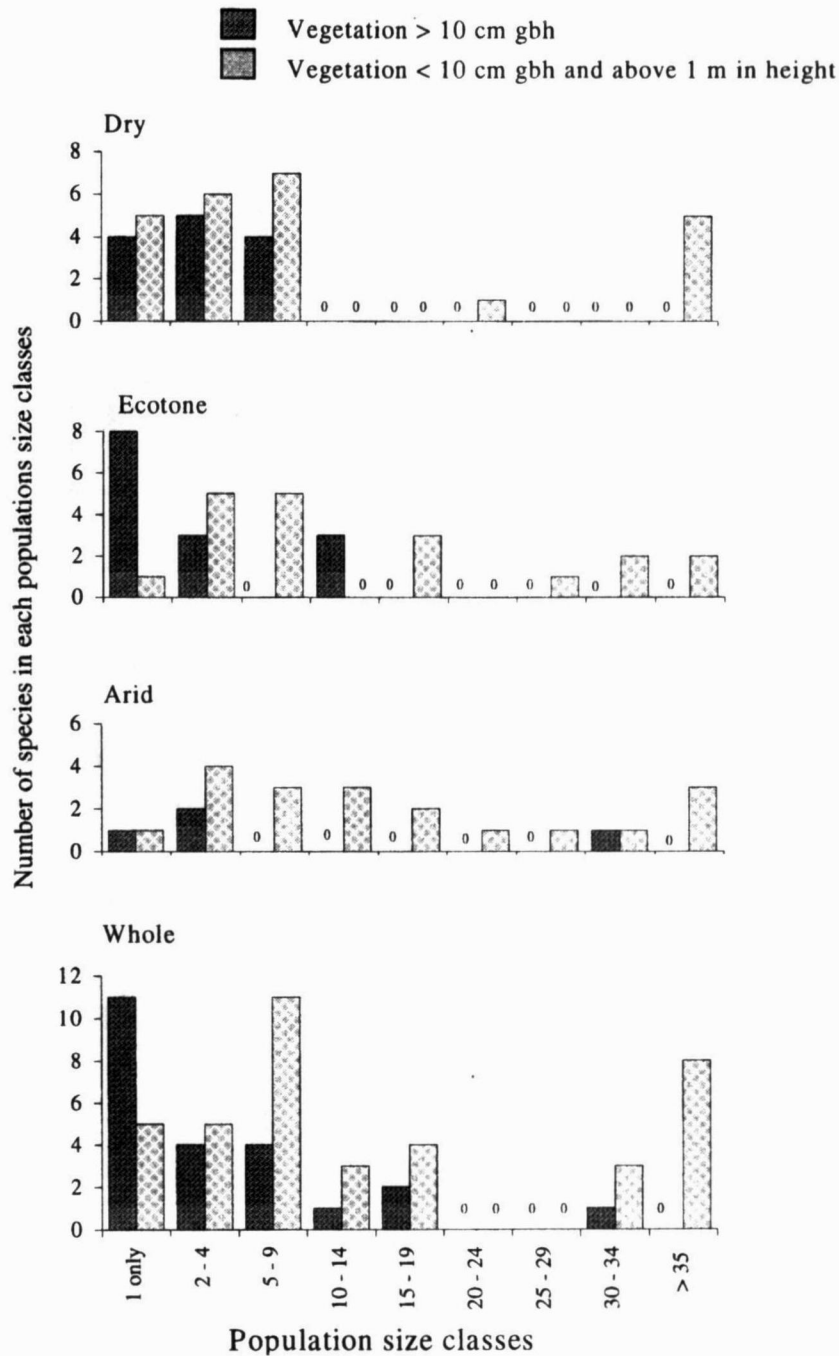 Vegetation > 10 cm gbh
Vegetation < 10 cm gbh and above 1 m in height
Number of species in each populations size classes
Dry
8
6
4
2
0
0 0 0 0 0 0 0 0 0 0
Ecotone
8
6
4
2
0
0 0 0 0 0 0 0 0
Arid
6
4
2
0
0 0 0 0 0 0
Whole
12
10
8
6
4
2
0
0 0 0 0 0
1 only
2 - 4
5 - 9
10 - 14
15 - 19
20 - 24
25 - 29
30 - 34
> 35
Population size classes